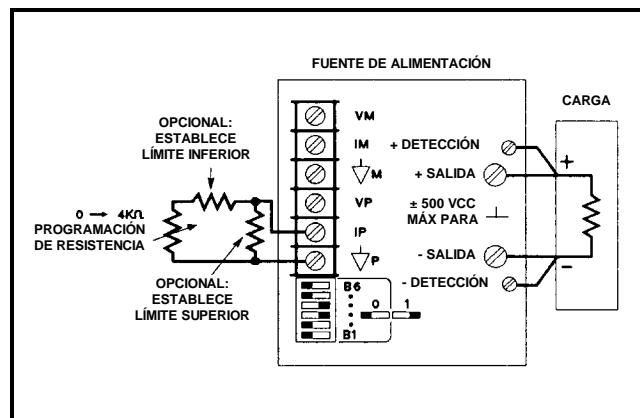 FUENTE DE ALIMENTACIÓN
CARGA
OPCIONAL:
ESTABLECE
LÍMITE INFERIOR
0 → 4KΩ
PROGRAMACIÓN
DE RESISTENCIA
OPCIONAL:
ESTABLECE
LÍMITE SUPERIOR
VM
IM
M
VP
IP
P
B6
B1
0 1
+ DETECCIÓN
+ SALIDA
± 500 VCC
MÁX PARA
- SALIDA
- DETECCIÓN
+
–